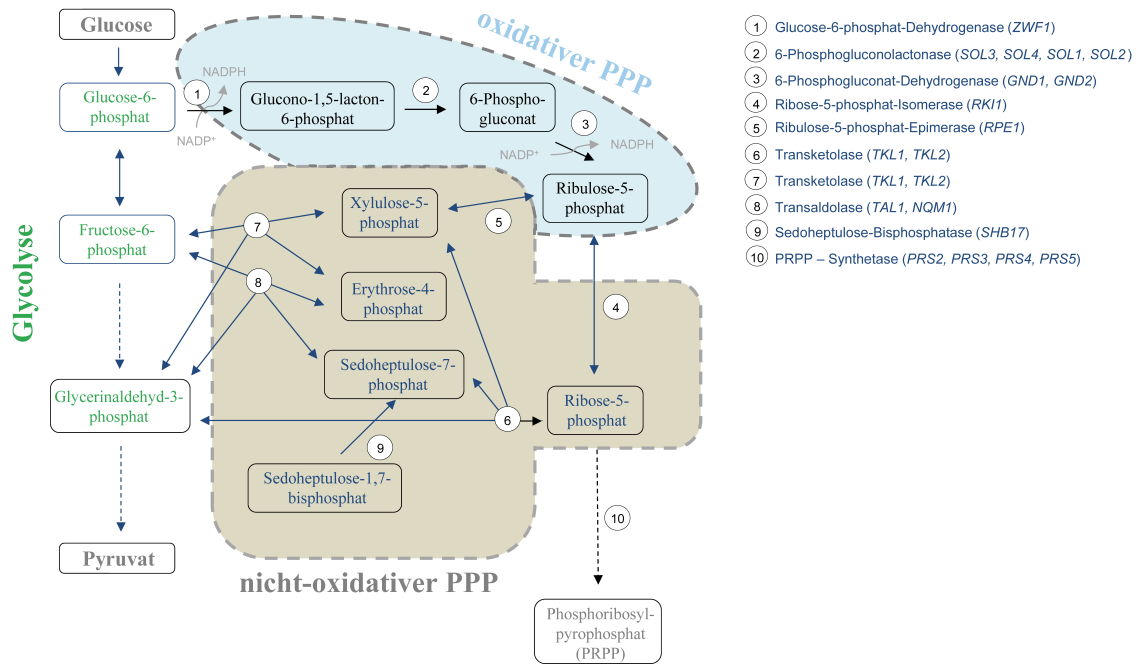 Glucose
oxidativer PPP
NADPH
1
Glucose-6-
phosphat
Glucono-1,5-lacton-
6-phosphat
2
6-Phospho-
gluconat
3
NADP+
NADP+
NADPH
Ribulose-5-
phosphat
Xylulose-5-
phosphat
5
7
Fructose-6-
phosphat
8
Erythrose-4-
phosphat
4
Glycolyse
Sedoheptulose-7-
phosphat
Glycerinaldehyd-3-
phosphat
6
Ribose-5-
phosphat
9
Sedoheptulose-1,7-
bisphosphat
10
Pyruvat
nicht-oxidativer PPP
Phosphoribosyl-
pyrophosphat
(PRPP)
1 Glucose-6-phosphat-Dehydrogenase (ZWF1)
2 6-Phosphogluconolactonase (SOL3, SOL4, SOL1, SOL2)
3 6-Phosphogluconat-Dehydrogenase (GND1, GND2)
4 Ribose-5-phosphat-Isomerase (RKI1)
5 Ribulose-5-phosphat-Epimerase (RPE1)
6 Transketolase (TKL1, TKL2)
7 Transketolase (TKL1, TKL2)
8 Transaldolase (TAL1, NQM1)
9 Sedoheptulose-Bisphosphatase (SHB17)
10 PRPP – Synthetase (PRS2, PRS3, PRS4, PRS5)